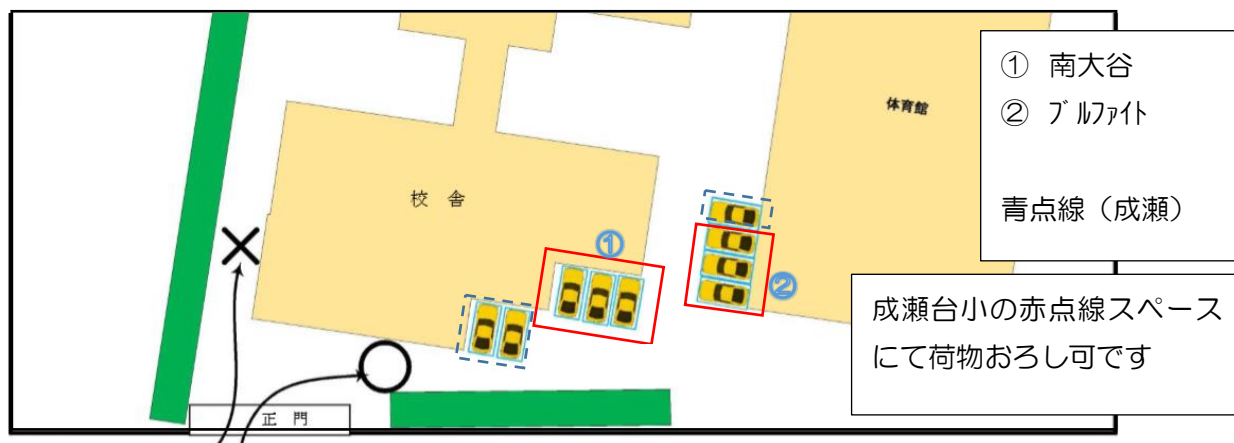 ① 南大谷
② ﾌﾞﾙﾌｧｲﾄ
青点線（成瀬）
体育館
校 舎
①
②
成瀬台小の赤点線スペース
にて荷物おろし可です
正 門